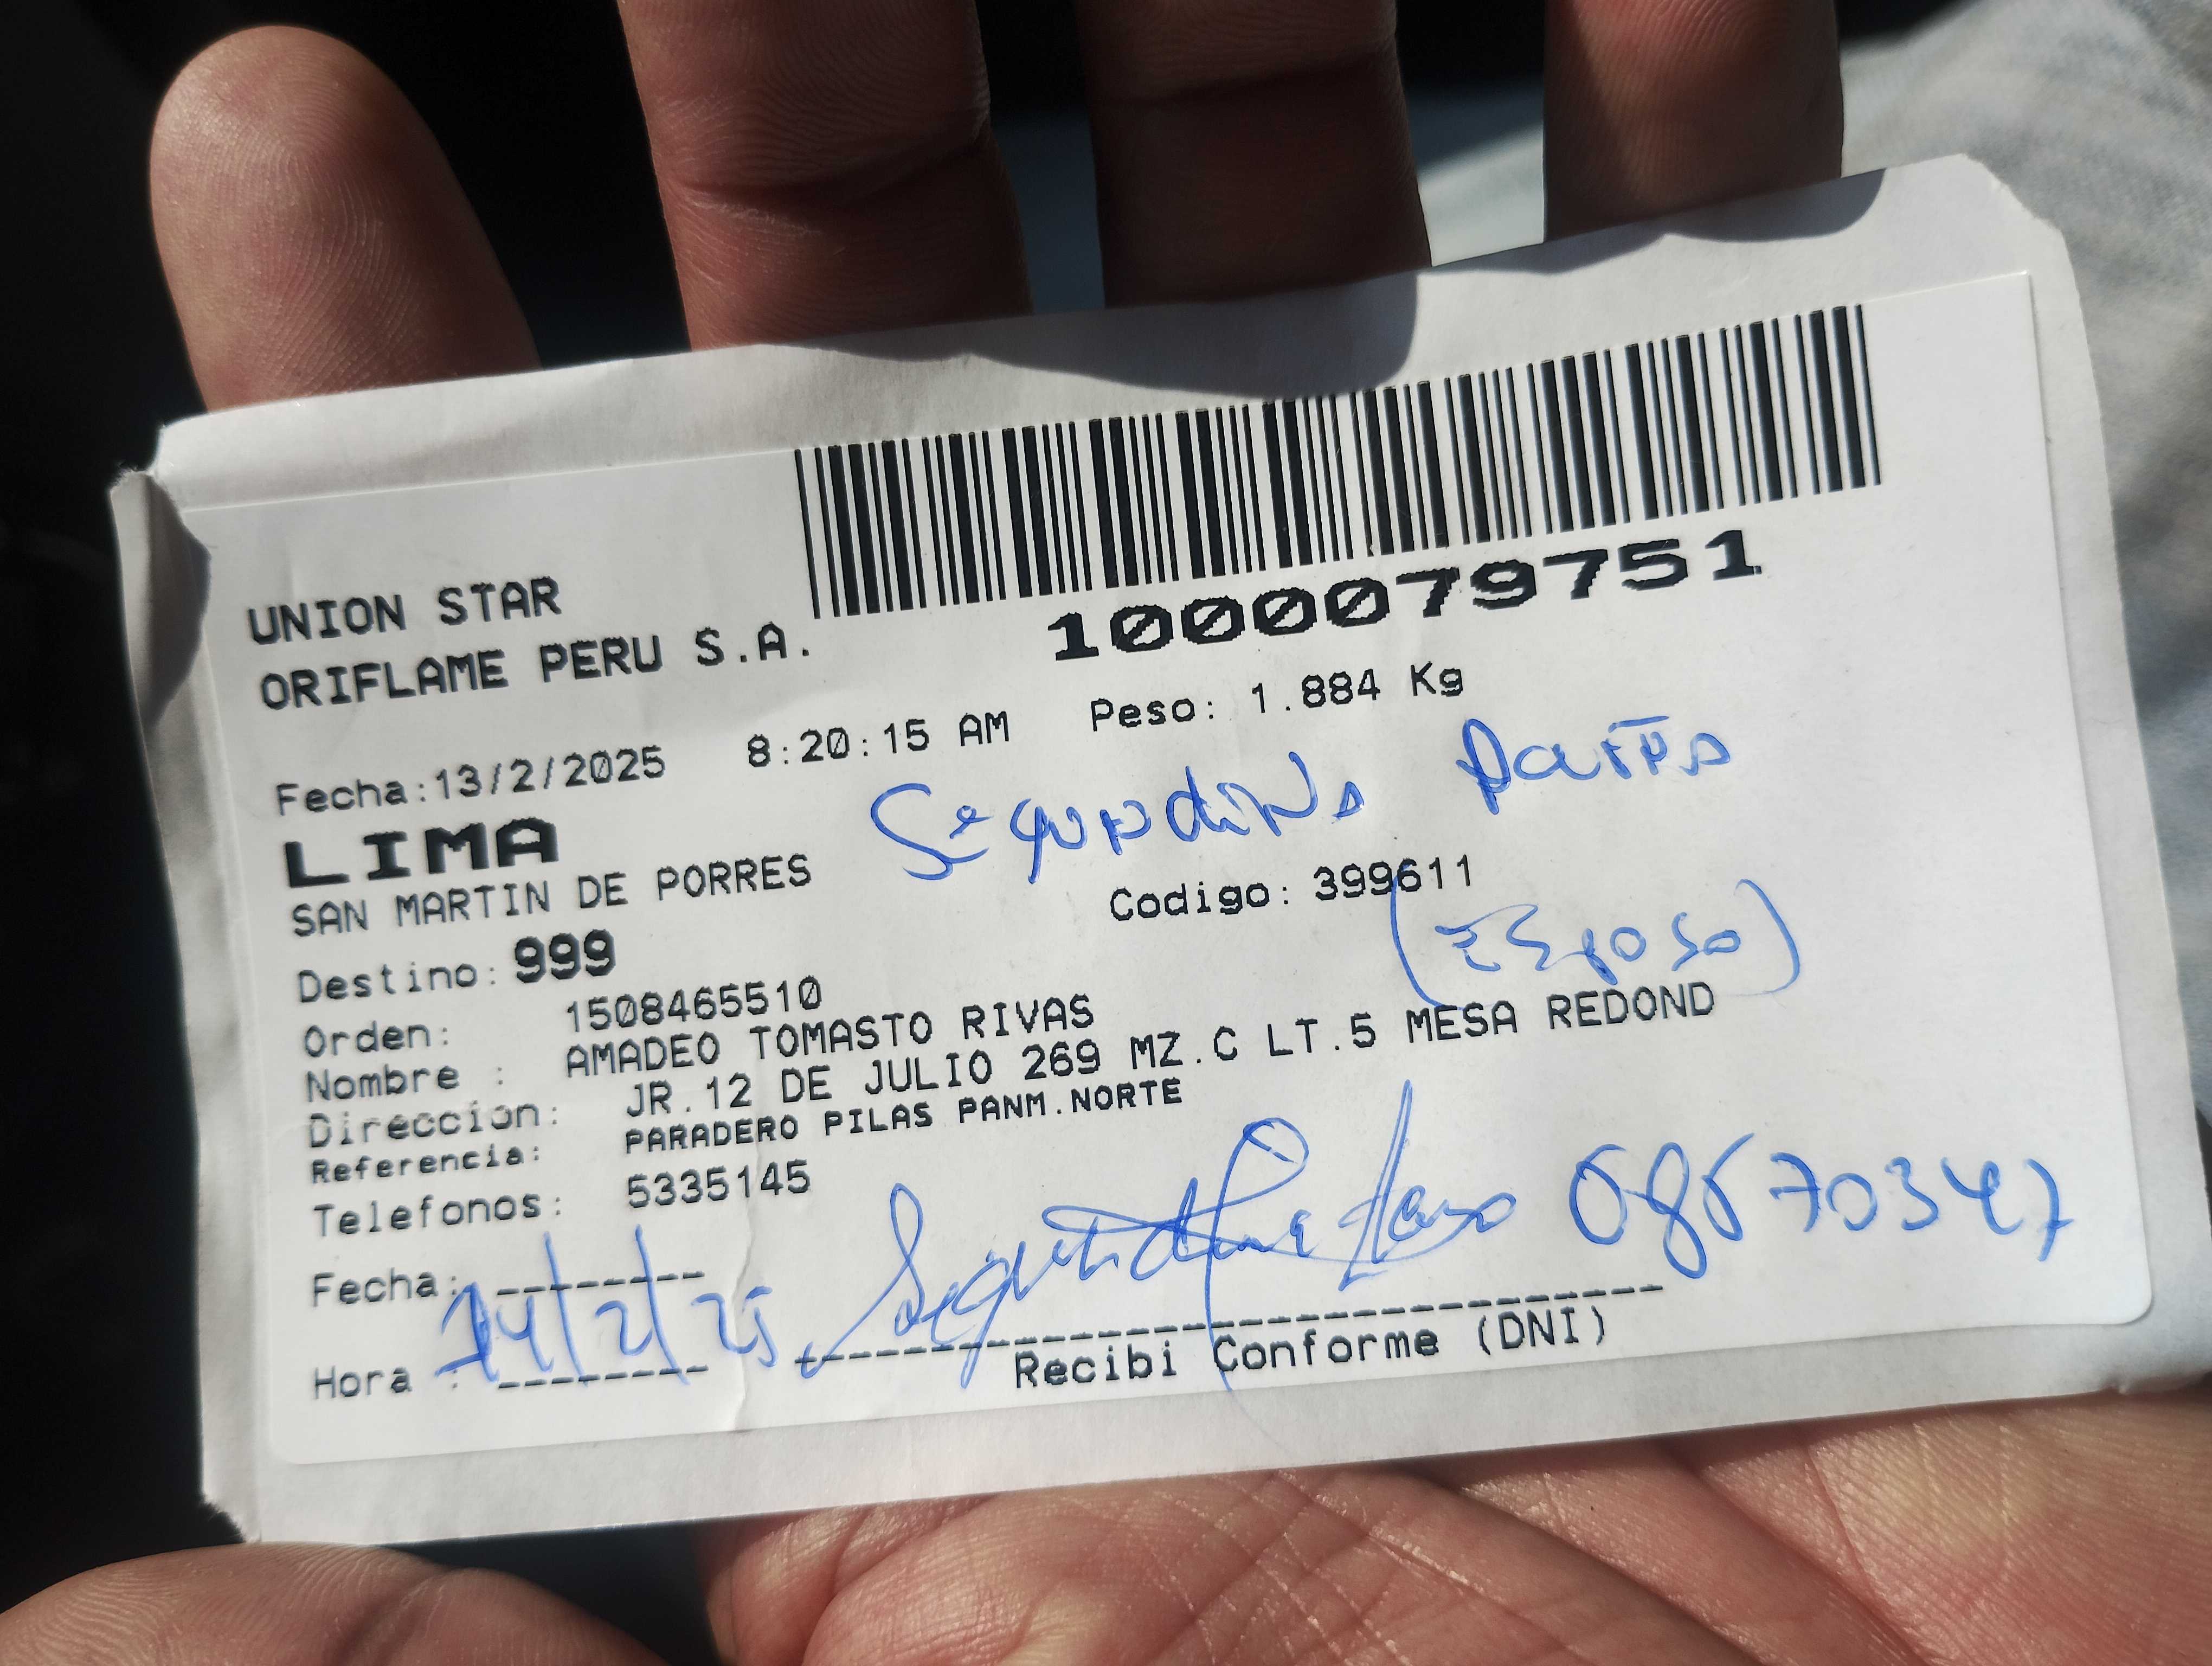 UNION STAR
ORIFLAME PERU S.A.
1000079751
Fecha:13/2/2025 8:20:15 AM Peso: 1.884 Kg
LIMA
Segundina
SAN MARTIN DE PORRES Codigo: 399611
(Esposo)
Destino: 999
Orden: 1508465510
Nombre : AMADEO TOMASTO RIVAS
Direccion: JR.12 DE JULIO 269 MZ.C LT.5 MESA REDOND
Referencia: PARADERO PILAS PANM.NORTE
Telefonos: 5335145
Fecha: 14/2/25
Hora :
Recibi Conforme (DNI)